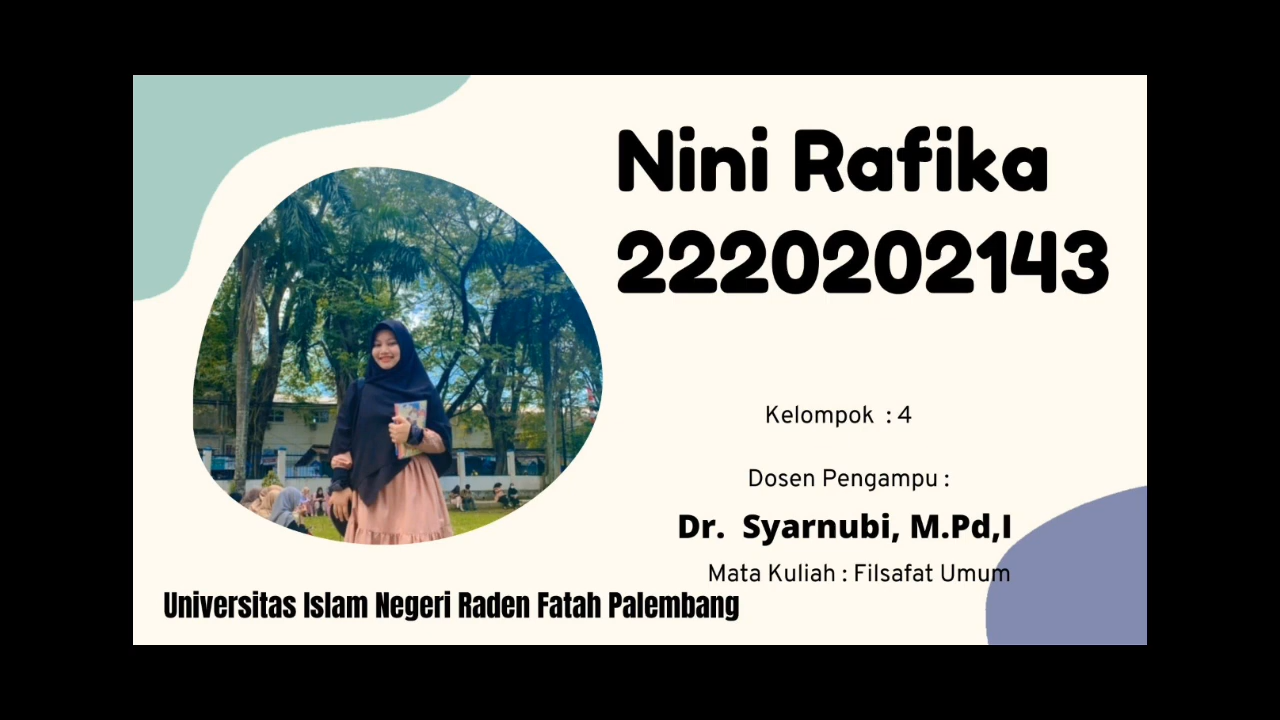 Nini Rafika
2220202143
Kelompok : 4
Dosen Pengampu :
Dr. Syarnubi, M.Pd,I
Mata Kuliah : Filsafat Umum
Universitas Islam Negeri Raden Fatah Palembang